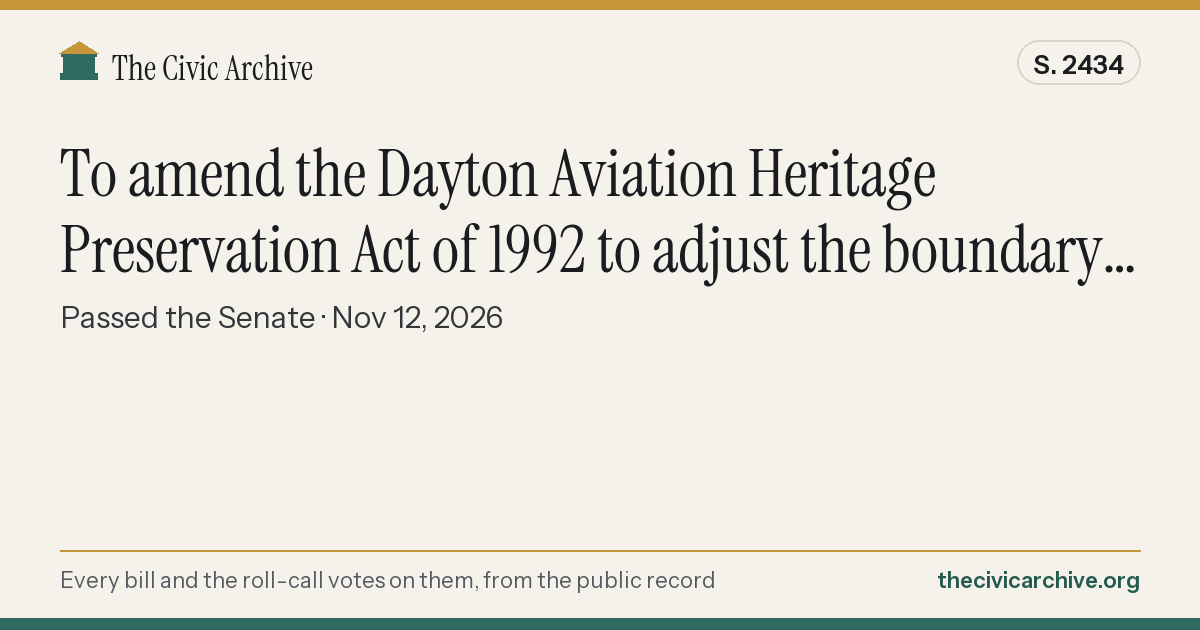 The Civic Archive
S. 2434
To amend the Dayton Aviation Heritage
Preservation Act of 1992 to adjust the boundary...
Passed the Senate · Nov 12, 2026
Every bill and the roll-call votes on them, from the public record
thecivicarchive.org